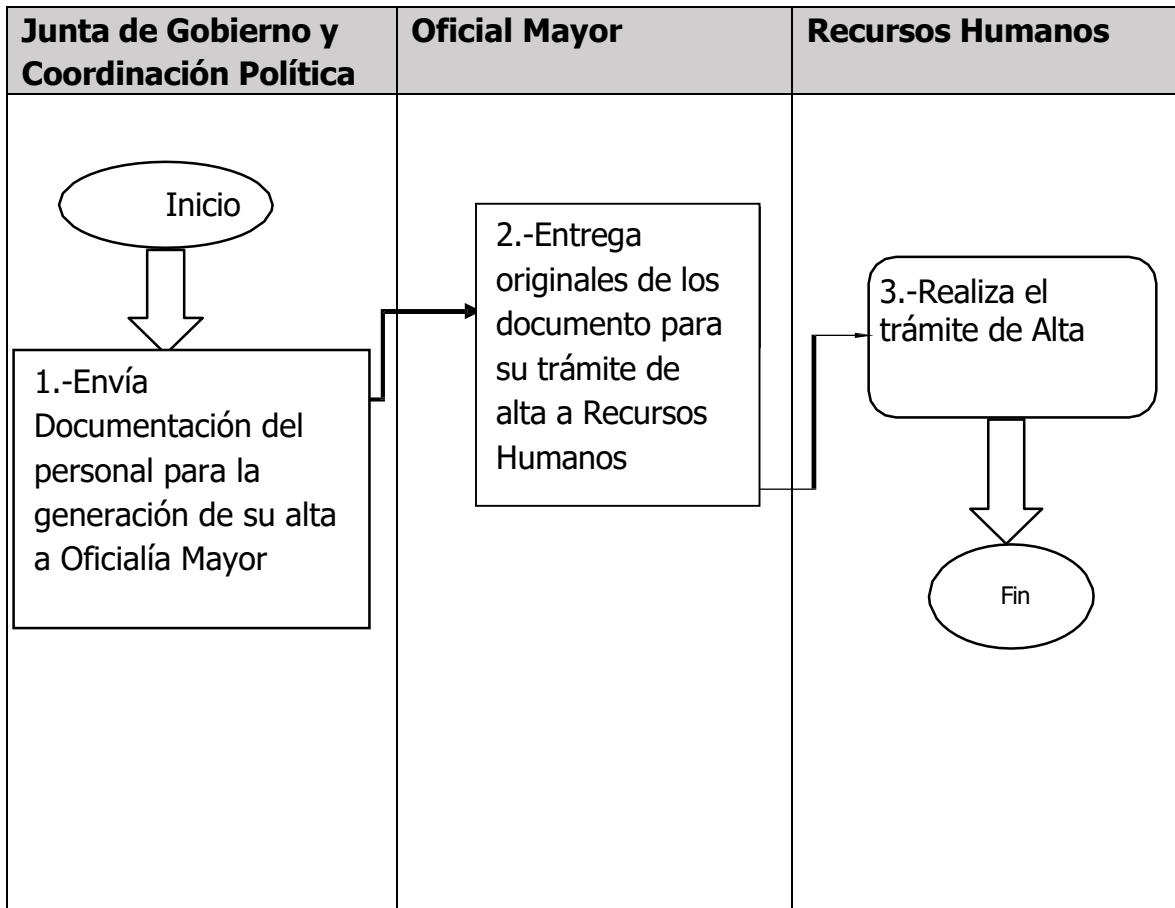 Junta de Gobierno y
Coordinación Política
Oficial Mayor
Recursos Humanos
Inicio
1.-Envía
Documentación del
personal para la
generación de su alta
a Oficialía Mayor
2.-Entrega
originales de los
documento para
su trámite de
alta a Recursos
Humanos
3.-Realiza el
trámite de Alta
Fin